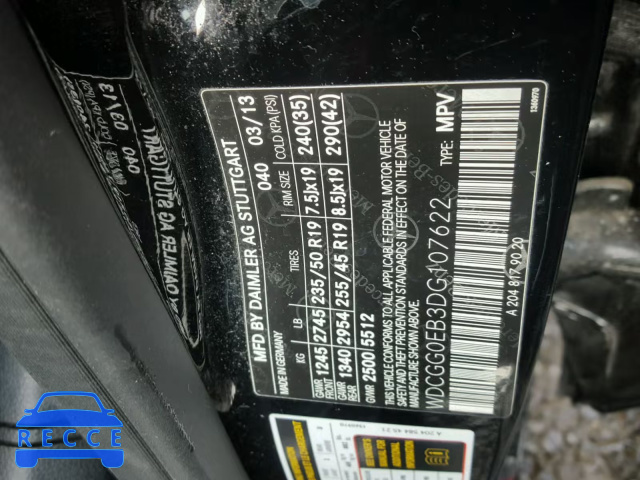 MFD BY DAIMLER AG STUTTGART
MADE IN GERMANY 040 03/13
KG LB TIRES RIM SIZE COLD KPA (PSI)
GAWR FRONT 1245 2745 235/50 R19 7.5Jx19 240(35)
GAWR REAR 1340 2954 255/45 R19 8.5Jx19 290(42)
GVWR 2500 5512
THIS VEHICLE CONFORMS TO ALL APPLICABLE FEDERAL MOTOR VEHICLE
SAFETY AND THEFT PREVENTION STANDARDS IN EFFECT ON THE DATE OF
MANUFACTURE SHOWN ABOVE.
WDCGG0EB3DG107622 TYPE: MPV
A 204 817 90 20
1360970